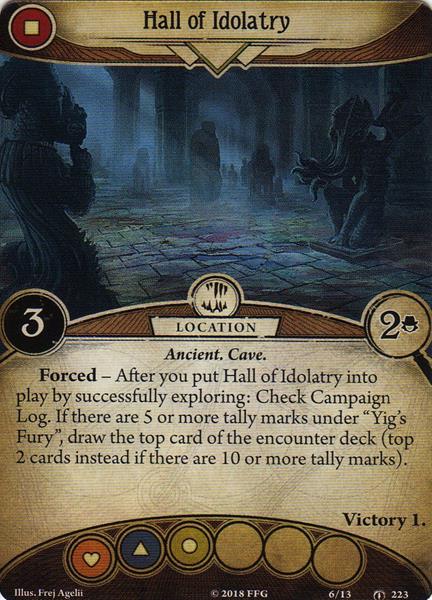 Hall of Idolatry
3
LOCATION
2
Ancient. Cave.
Forced – After you put Hall of Idolatry into
play by successfully exploring: Check Campaign
Log. If there are 5 or more tally marks under “Yig’s
Fury”, draw the top card of the encounter deck (top
2 cards instead if there are 10 or more tally marks).
Victory 1.
Illus. Frej Agelii © 2018 FFG 6/13 223